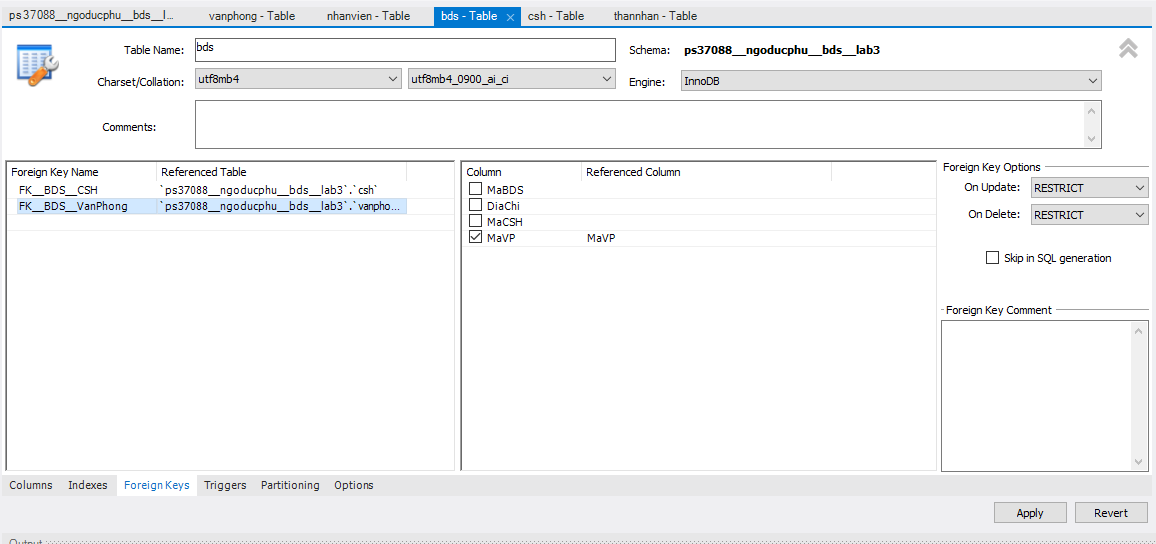 ps37088__ngoducphu__bds__l... vanphong - Table nhanvien - Table bds - Table csh - Table thannhan - Table
Table Name: bds Schema: ps37088__ngoducphu__bds__lab3
Charset/Collation: utf8mb4 utf8mb4_0900_ai_ci Engine: InnoDB
Comments:
Foreign Key Name Referenced Table
FK__BDS__CSH `ps37088__ngoducphu__bds__lab3`.`csh`
FK__BDS__VanPhong `ps37088__ngoducphu__bds__lab3`.`vanpho...
Column Referenced Column
MaBDS
DiaChi
MaCSH
MaVP MaVP
Foreign Key Options
On Update: RESTRICT
On Delete: RESTRICT
Skip in SQL generation
Foreign Key Comment
Columns Indexes Foreign Keys Triggers Partitioning Options
Apply Revert
Output